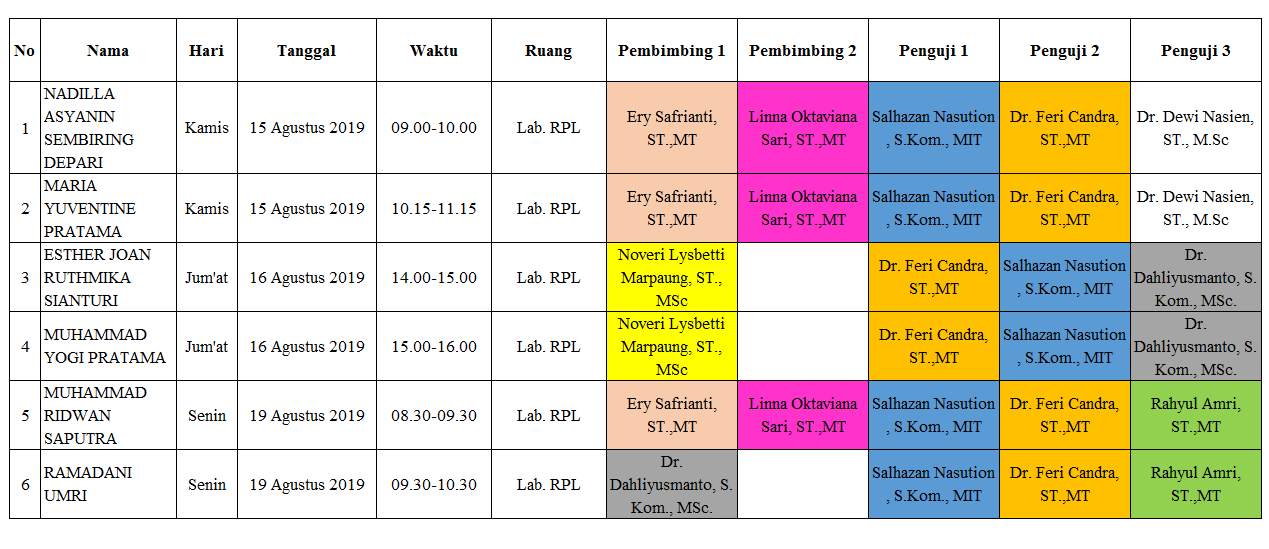 No Nama Hari Tanggal Waktu Ruang Pembimbing 1 Pembimbing 2 Penguji 1 Penguji 2 Penguji 3
1
NADILLA
ASYANIN
SEMBIRING
DEPARI
Kamis
15 Agustus 2019
09.00-10.00
Lab. RPL
Ery Safrianti,
ST.,MT
Linna Oktaviana
Sari, ST.,MT
Salhazan Nasution
, S.Kom., MIT
Dr. Feri Candra,
ST.,MT
Dr. Dewi Nasien,
ST., M.Sc
2
MARIA
YUVENTINE
PRATAMA
Kamis
15 Agustus 2019
10.15-11.15
Lab. RPL
Ery Safrianti,
ST.,MT
Linna Oktaviana
Sari, ST.,MT
Salhazan Nasution
, S.Kom., MIT
Dr. Feri Candra,
ST.,MT
Dr. Dewi Nasien,
ST., M.Sc
3
ESTHER JOAN
RUTHMIKA
SIANTURI
Jum'at
16 Agustus 2019
14.00-15.00
Lab. RPL
Noveri Lysbetti
Marpaung, ST.,
MSc
Dr. Feri Candra,
ST.,MT
Salhazan Nasution
, S.Kom., MIT
Dr.
Dahliyusmanto, S.
Kom., MSc.
4
MUHAMMAD
YOGI PRATAMA
Jum'at
16 Agustus 2019
15.00-16.00
Lab. RPL
Noveri Lysbetti
Marpaung, ST.,
MSc
Dr. Feri Candra,
ST.,MT
Salhazan Nasution
, S.Kom., MIT
Dr.
Dahliyusmanto, S.
Kom., MSc.
5
MUHAMMAD
RIDWAN
SAPUTRA
Senin
19 Agustus 2019
08.30-09.30
Lab. RPL
Ery Safrianti,
ST.,MT
Linna Oktaviana
Sari, ST.,MT
Salhazan Nasution
, S.Kom., MIT
Dr. Feri Candra,
ST.,MT
Rahyul Amri,
ST.,MT
6
RAMADANI
UMRI
Senin
19 Agustus 2019
09.30-10.30
Lab. RPL
Dr.
Dahliyusmanto, S.
Kom., MSc.
Salhazan Nasution
, S.Kom., MIT
Dr. Feri Candra,
ST.,MT
Rahyul Amri,
ST.,MT